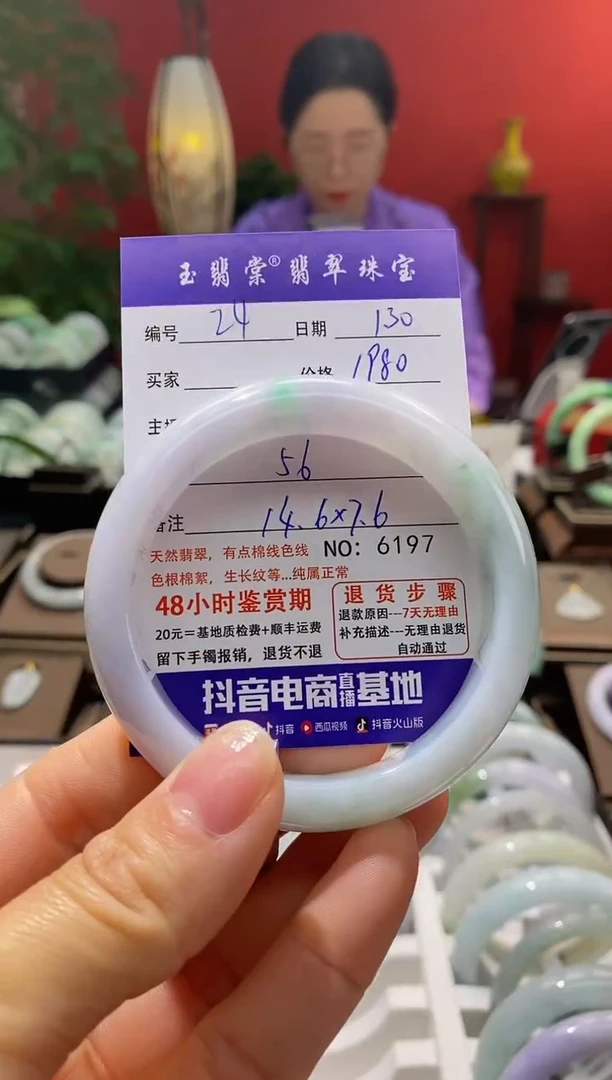 玉翡棠®翡翠珠宝
编号 24 日期 130
买家 价格 1980
主
56
备注 14.6×7.6
天然翡翠，有点棉线色线 NO: 6197
色根棉絮，生长纹等...纯属正常
48小时鉴赏期
20元=基地质检费+顺丰运费
留下手镯报销，退货不退
退货步骤
退款原因---7天无理由
补充描述---无理由退货
自动通过
抖音电商直播基地
抖音 西瓜视频 抖音火山版